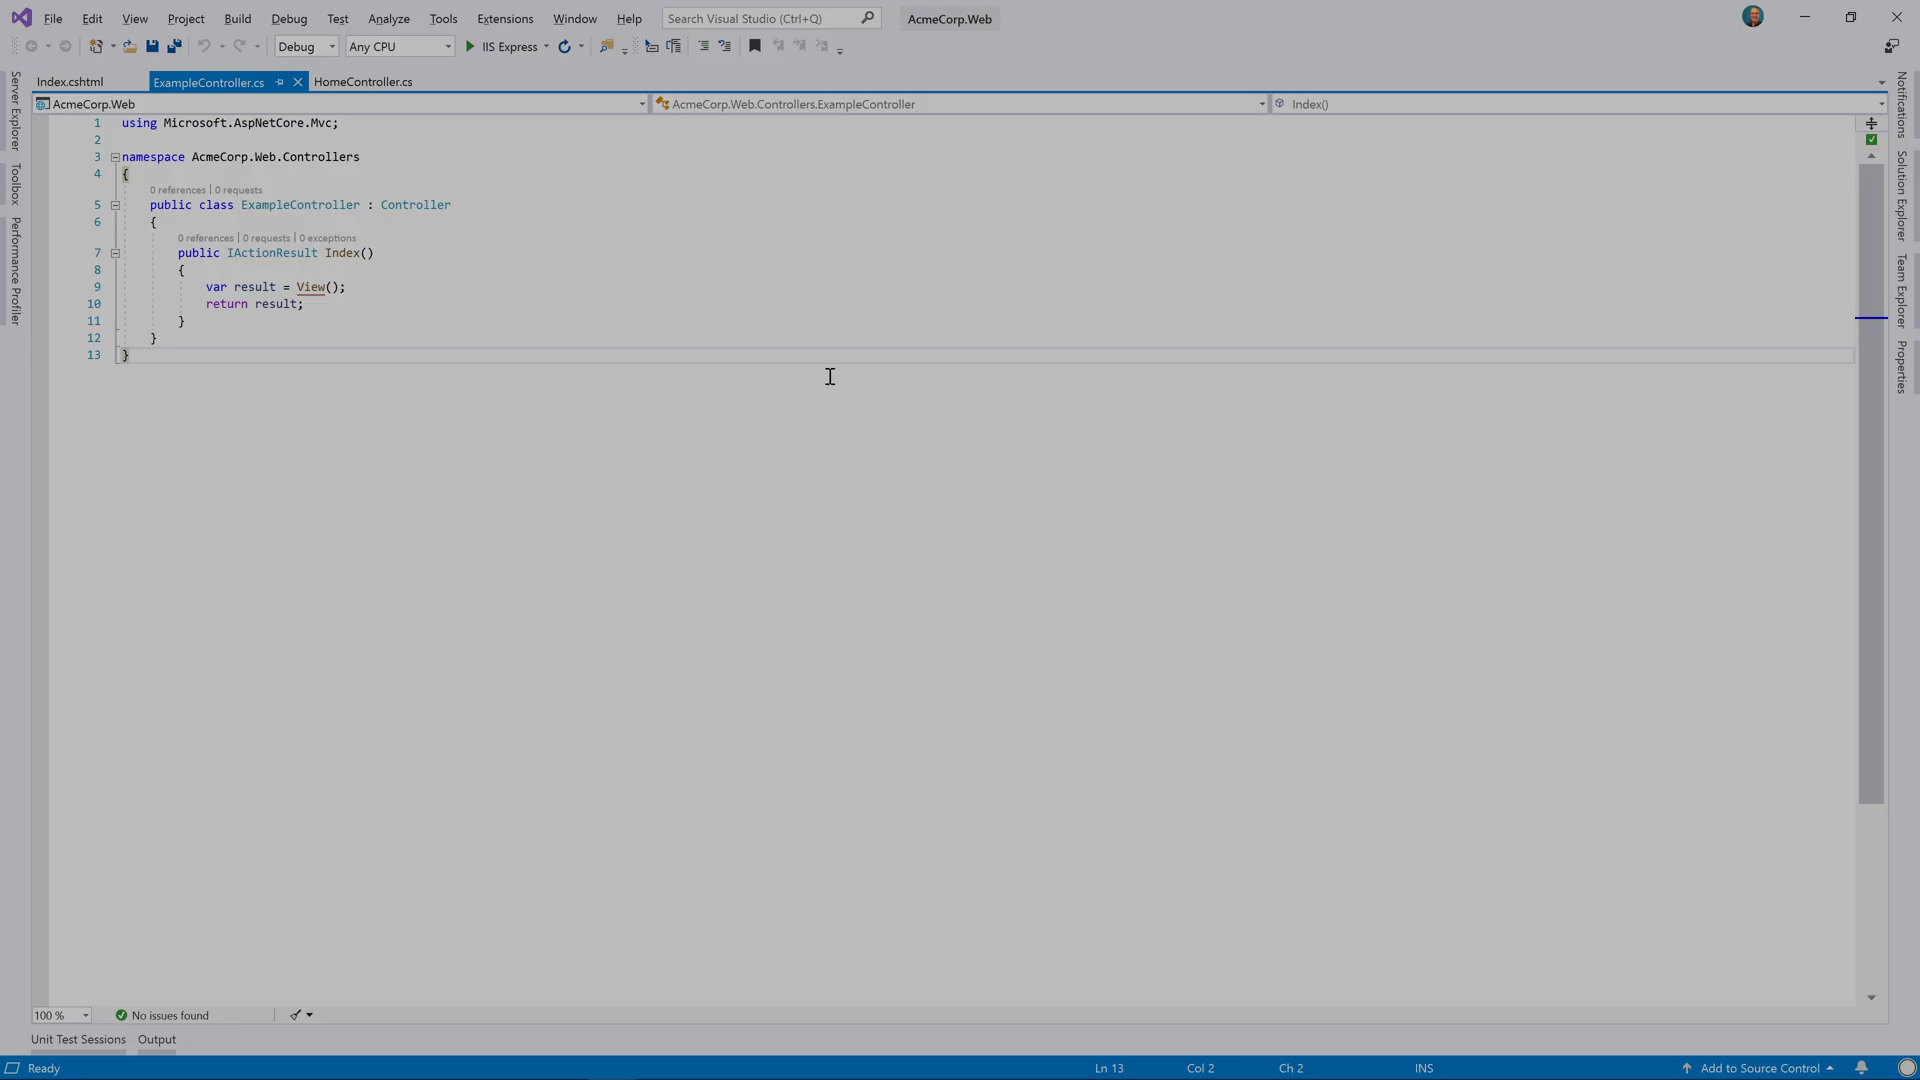 File Edit View Project Build Debug Test Analyze Tools Extensions Window Help Search Visual Studio (Ctrl+Q) AcmeCorp.Web
Debug Any CPU IIS Express
Index.cshtml ExampleController.cs HomeController.cs
AcmeCorp.Web AcmeCorp.Web.Controllers.ExampleController Index()
1 using Microsoft.AspNetCore.Mvc;
2
3 namespace AcmeCorp.Web.Controllers
4 {
0 references | 0 requests
5 public class ExampleController : Controller
6 {
0 references | 0 requests | 0 exceptions
7 public IActionResult Index()
8 {
9 var result = View();
10 return result;
11 }
12 }
13 }
Server Explorer
Toolbox
Performance Profiler
Notifications
Solution Explorer
Team Explorer
Properties
100 % No issues found
Unit Test Sessions Output
Ready Ln 13 Col 2 Ch 2 INS Add to Source Control